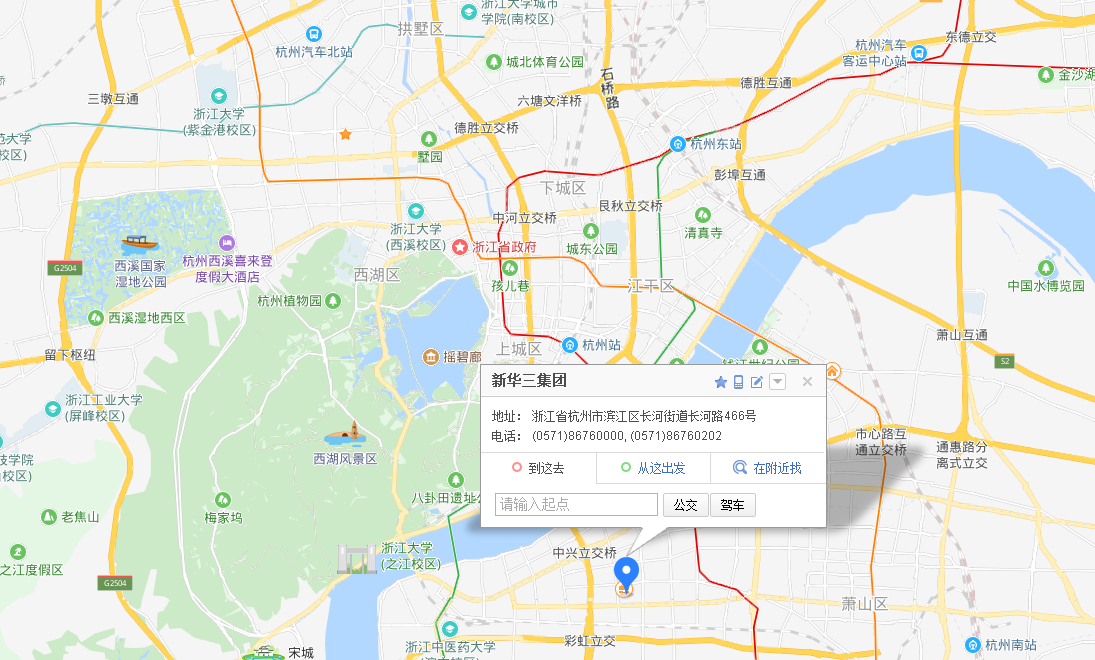 浙江大学城市
学院(南校区)
拱墅区
杭州汽车北站
东德立交
杭州汽车
客运中心站
城北体育公园
石桥路
德胜互通
金沙湖
三墩互通
六塘文洋桥
浙江大学
(紫金港校区)
德胜立交桥
杭州东站
墅园
彭埠互通
下城区
艮秋立交桥
中河立交桥
浙江大学
(西溪校区)
浙江省政府
城东公园
清真寺
杭州西溪喜来登
度假大酒店
西溪国家
湿地公园
G2504
西湖区
孩儿巷
江干区
中国水博览园
杭州植物园
西溪湿地西区
萧山互通
留下枢纽
上城区
杭州站
摇碧廊
S2
新华三集团
地址： 浙江省杭州市滨江区长河街道长河路466号
电话： (0571)86760000, (0571)86760202
到这去
从这出发
在附近找
请输入起点
公交
驾车
浙江工业大学
(屏峰校区)
市心路互
通立交桥
通惠路分
离式立交
西湖风景区
八卦田遗址公
梅家坞
老焦山
之江度假区
浙江大学
(之江校区)
中兴立交桥
G2504
萧山区
浙江中医药大学
彩虹立交
杭州南站
宋城